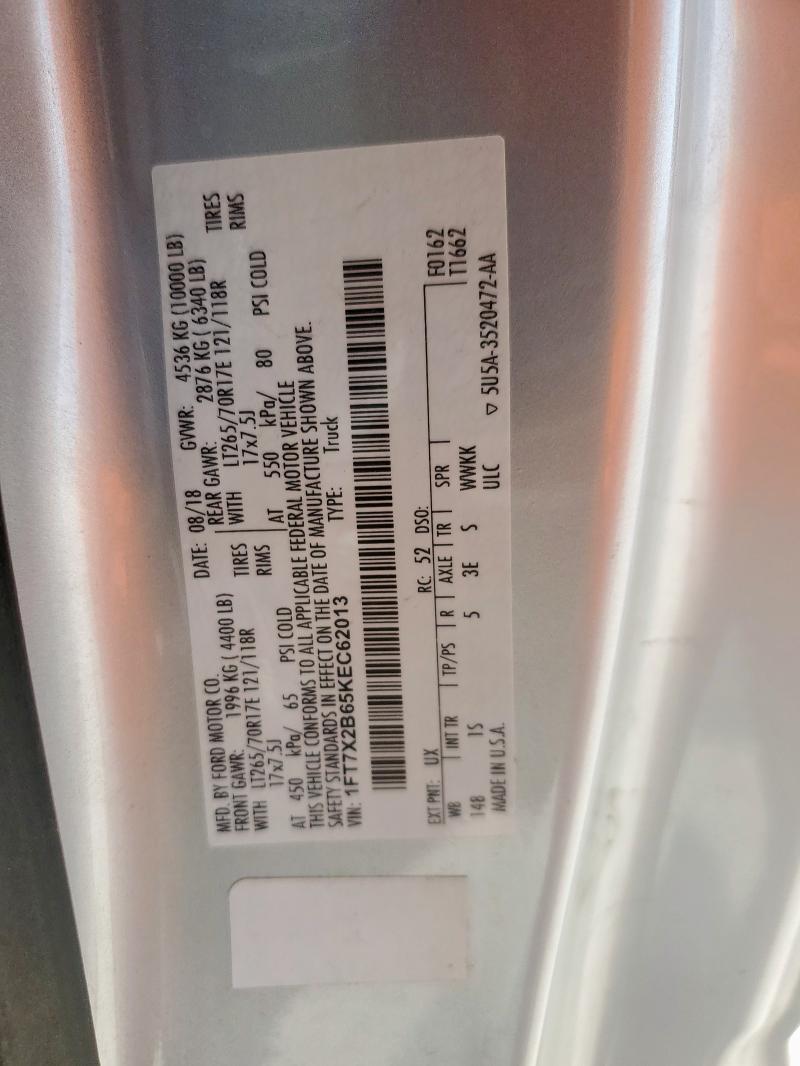 MFD. BY FORD MOTOR CO.
DATE: 08/18 GVWR: 4536 KG (10000 LB)
FRONT GAWR: 1996 KG ( 4400 LB)
REAR GAWR: 2876 KG ( 6340 LB)
WITH LT265/70R17E 121/118R TIRES
WITH LT265/70R17E 121/118R TIRES
17x7.5J RIMS
17x7.5J RIMS
AT 450 kPa/ 65 PSI COLD
AT 550 kPa/ 80 PSI COLD
THIS VEHICLE CONFORMS TO ALL APPLICABLE FEDERAL MOTOR VEHICLE
SAFETY STANDARDS IN EFFECT ON THE DATE OF MANUFACTURE SHOWN ABOVE.
VIN: 1FT7X2B65KEC62013 TYPE: Truck
EXT PNT: UX RC: 52 DSO: F0162
WB INT TR TP/PS R AXLE TR SPR T1662
148 IS 5 3E S WWKK
ULC
MADE IN U.S.A. ▽ 5U5A-3520472-AA